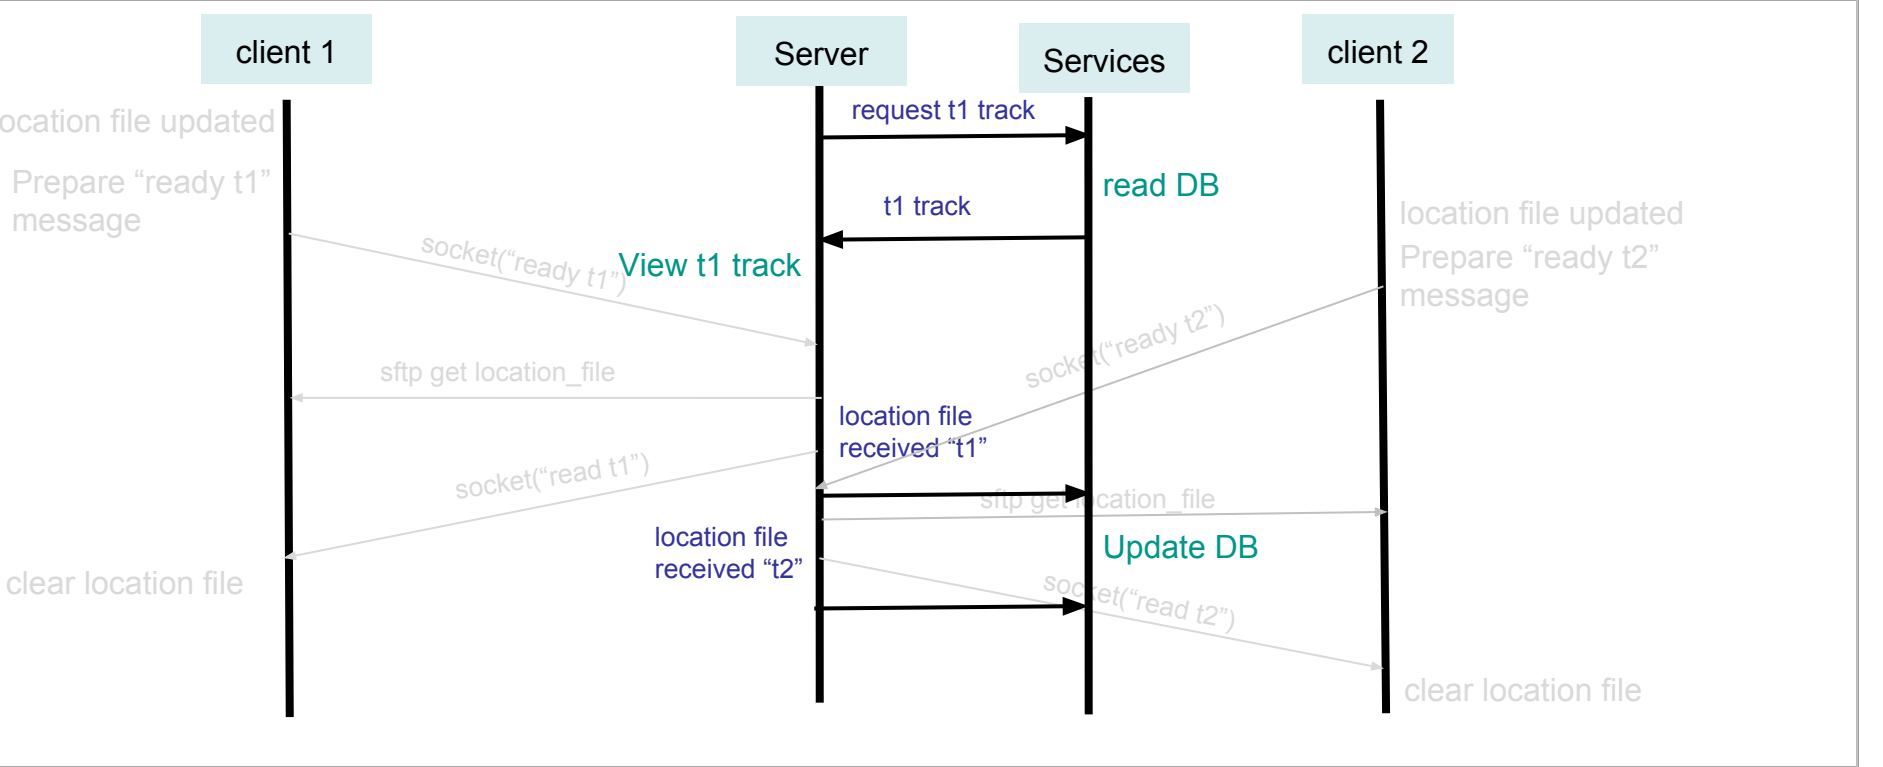 client 1
Server
Services
client 2
request t1 track
ocation file updated
Prepare “ready t1”
message
read DB
t1 track
location file updated
Prepare “ready t2”
message
socket(“ready t1”)
View t1 track
socket(“ready t2”)
sftp get location_file
location file
received “t1”
socket(“read t1”)
sftp get location_file
location file
received “t2”
Update DB
clear location file
socket(“read t2”)
clear location file